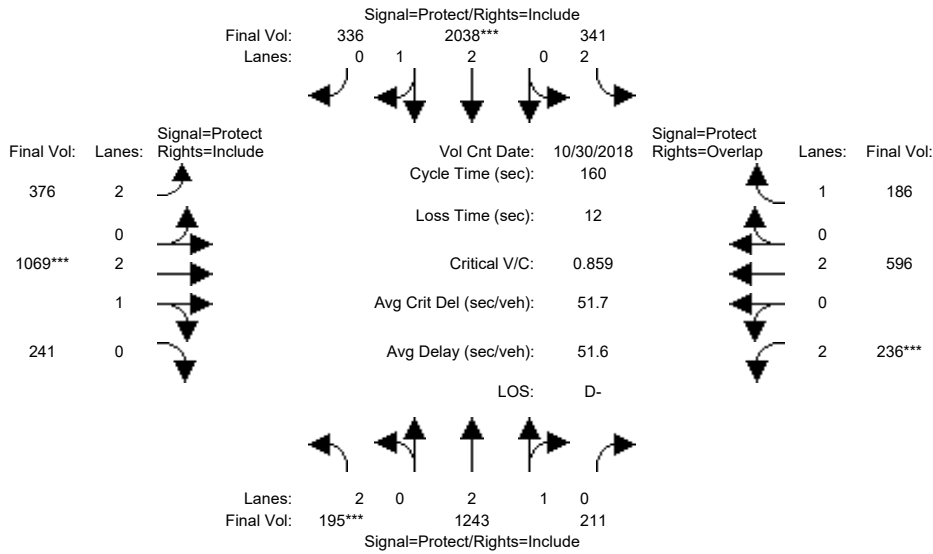 Signal=Protect/Rights=Include
Final Vol: 336 2038*** 341
Lanes: 0 1 2 0 2
Signal=Protect
Final Vol: Lanes: Rights=Include
Vol Cnt Date: 10/30/2018
Signal=Protect
Rights=Overlap Lanes: Final Vol:
Cycle Time (sec): 160
376 2
1 186
Loss Time (sec): 12
0
0
1069*** 2
Critical V/C: 0.859
2 596
1
Avg Crit Del (sec/veh): 51.7
0
241 0
Avg Delay (sec/veh): 51.6
2 236***
LOS: D-
Lanes: 2 0 2 1 0
Final Vol: 195*** 1243 211
Signal=Protect/Rights=Include